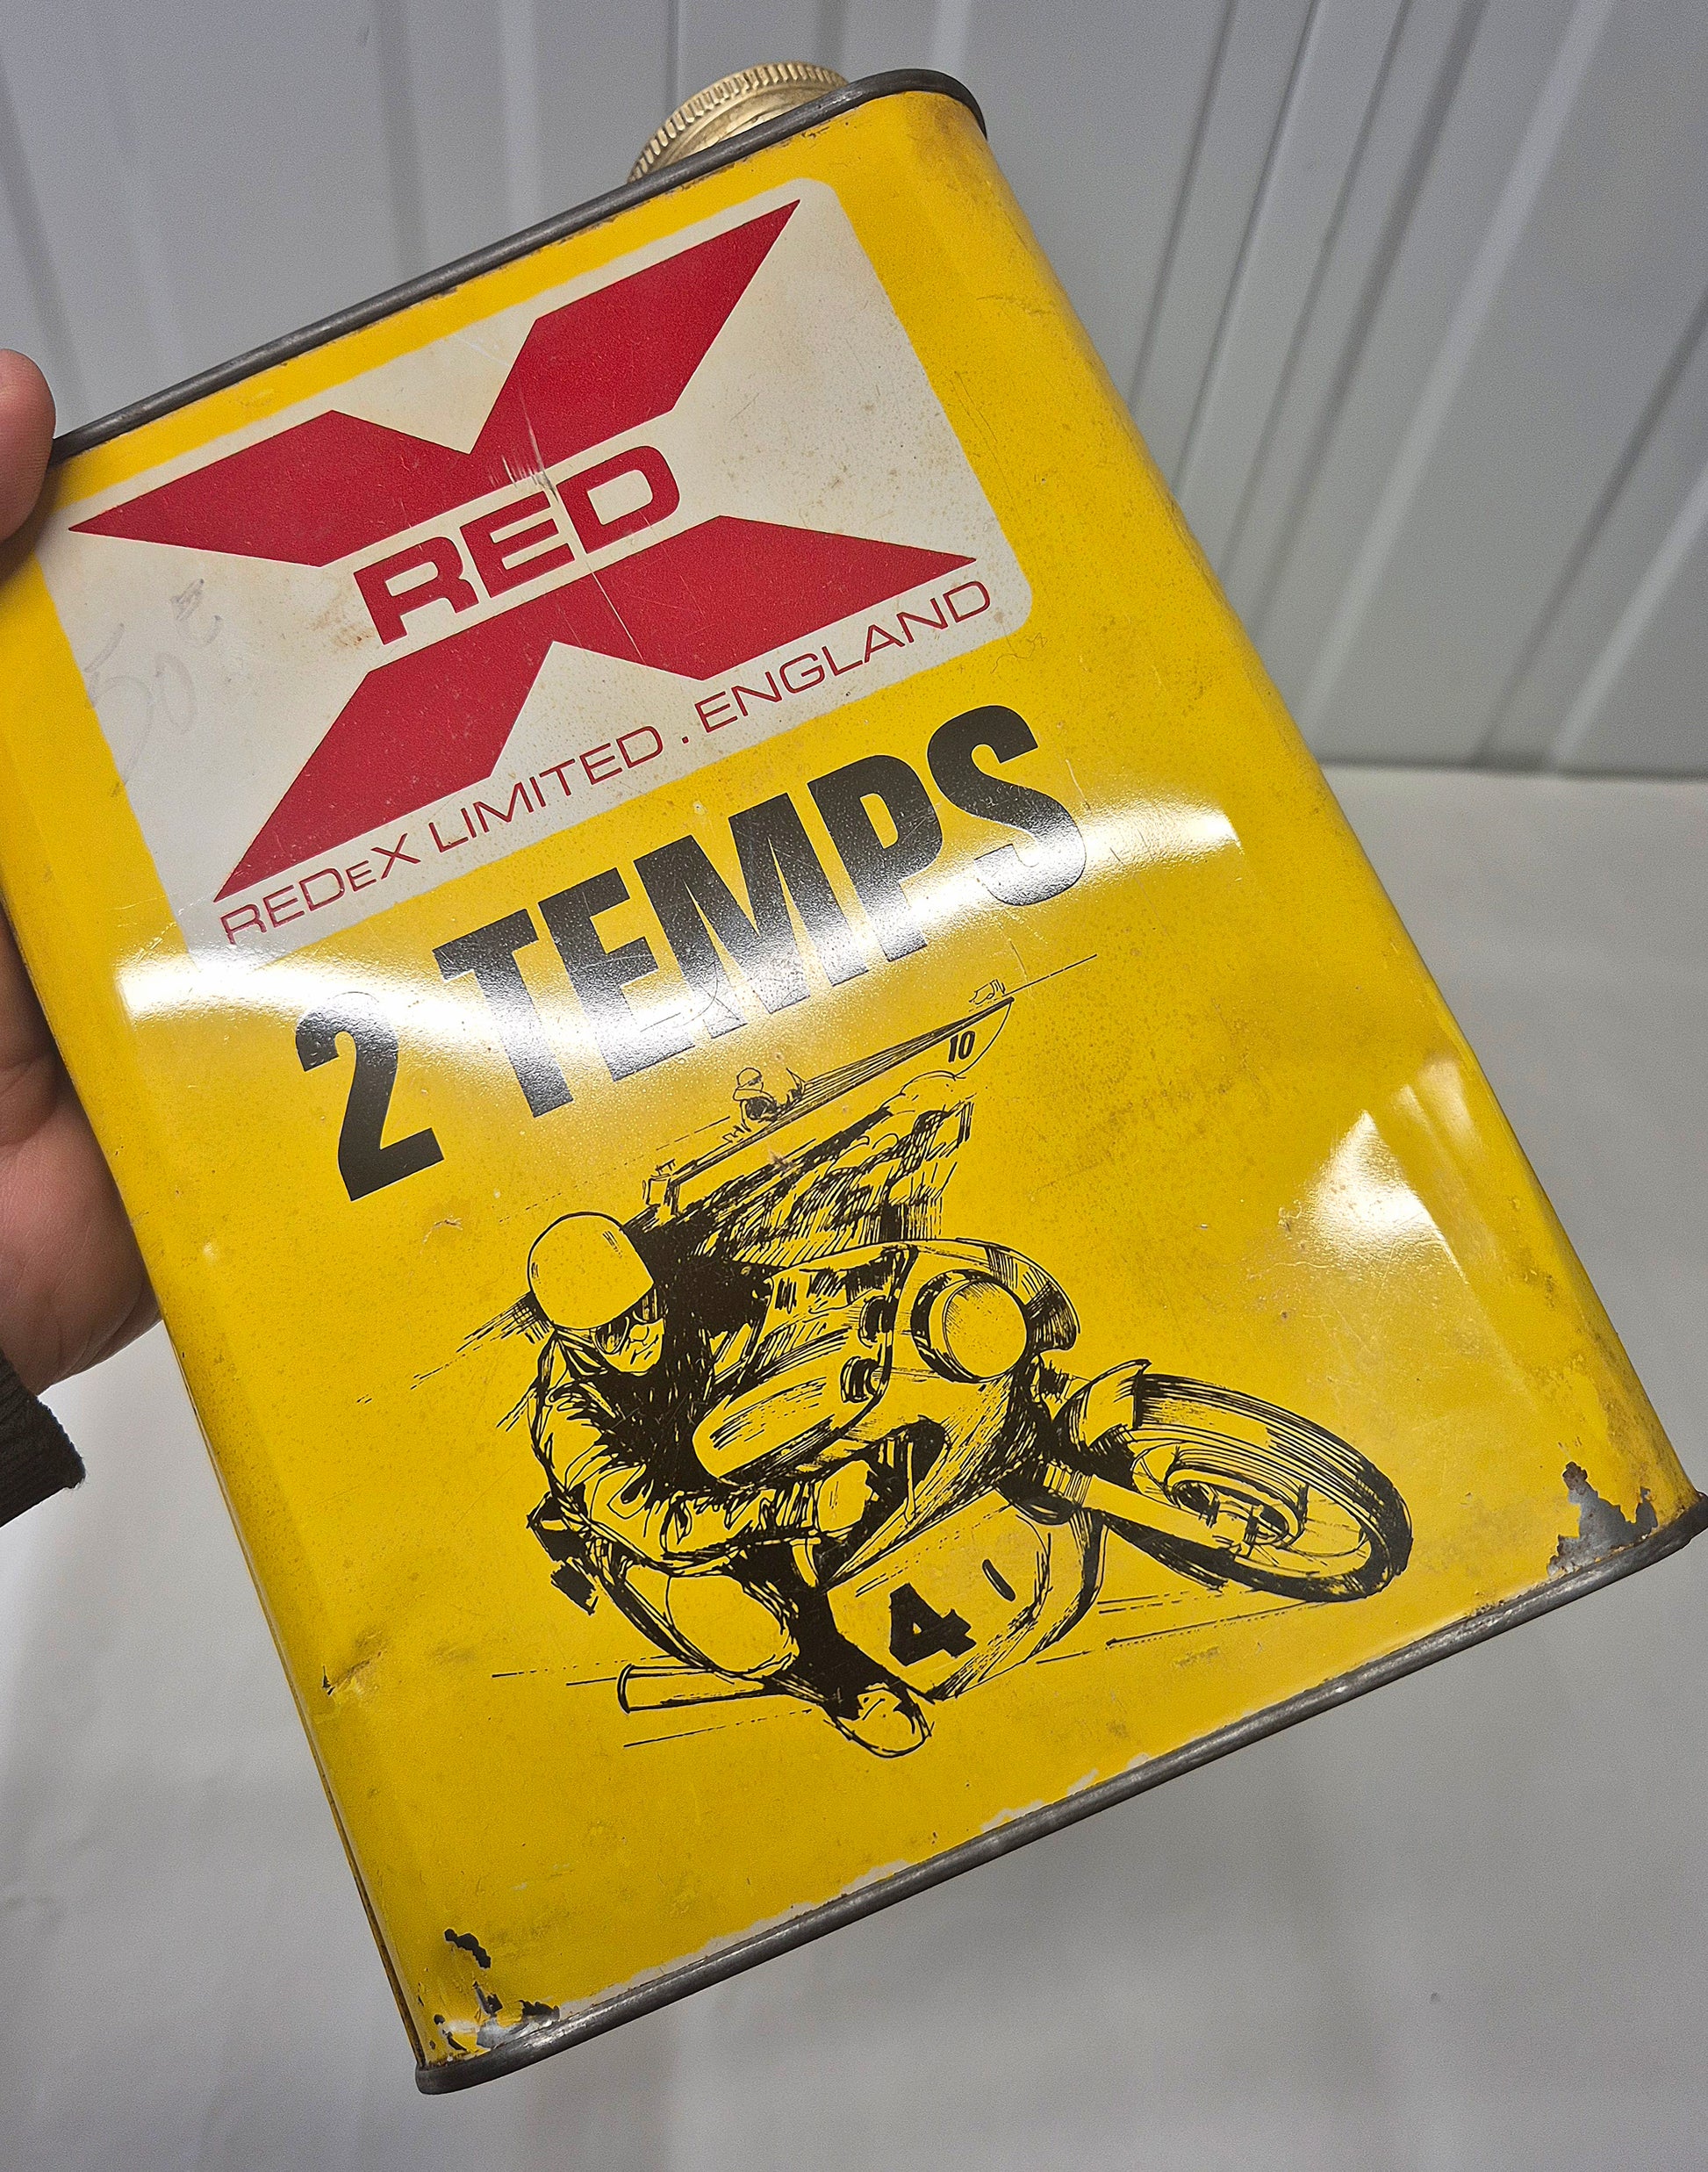 RED
REDEX LIMITED . ENGLAND
2 TEMPS
10
4